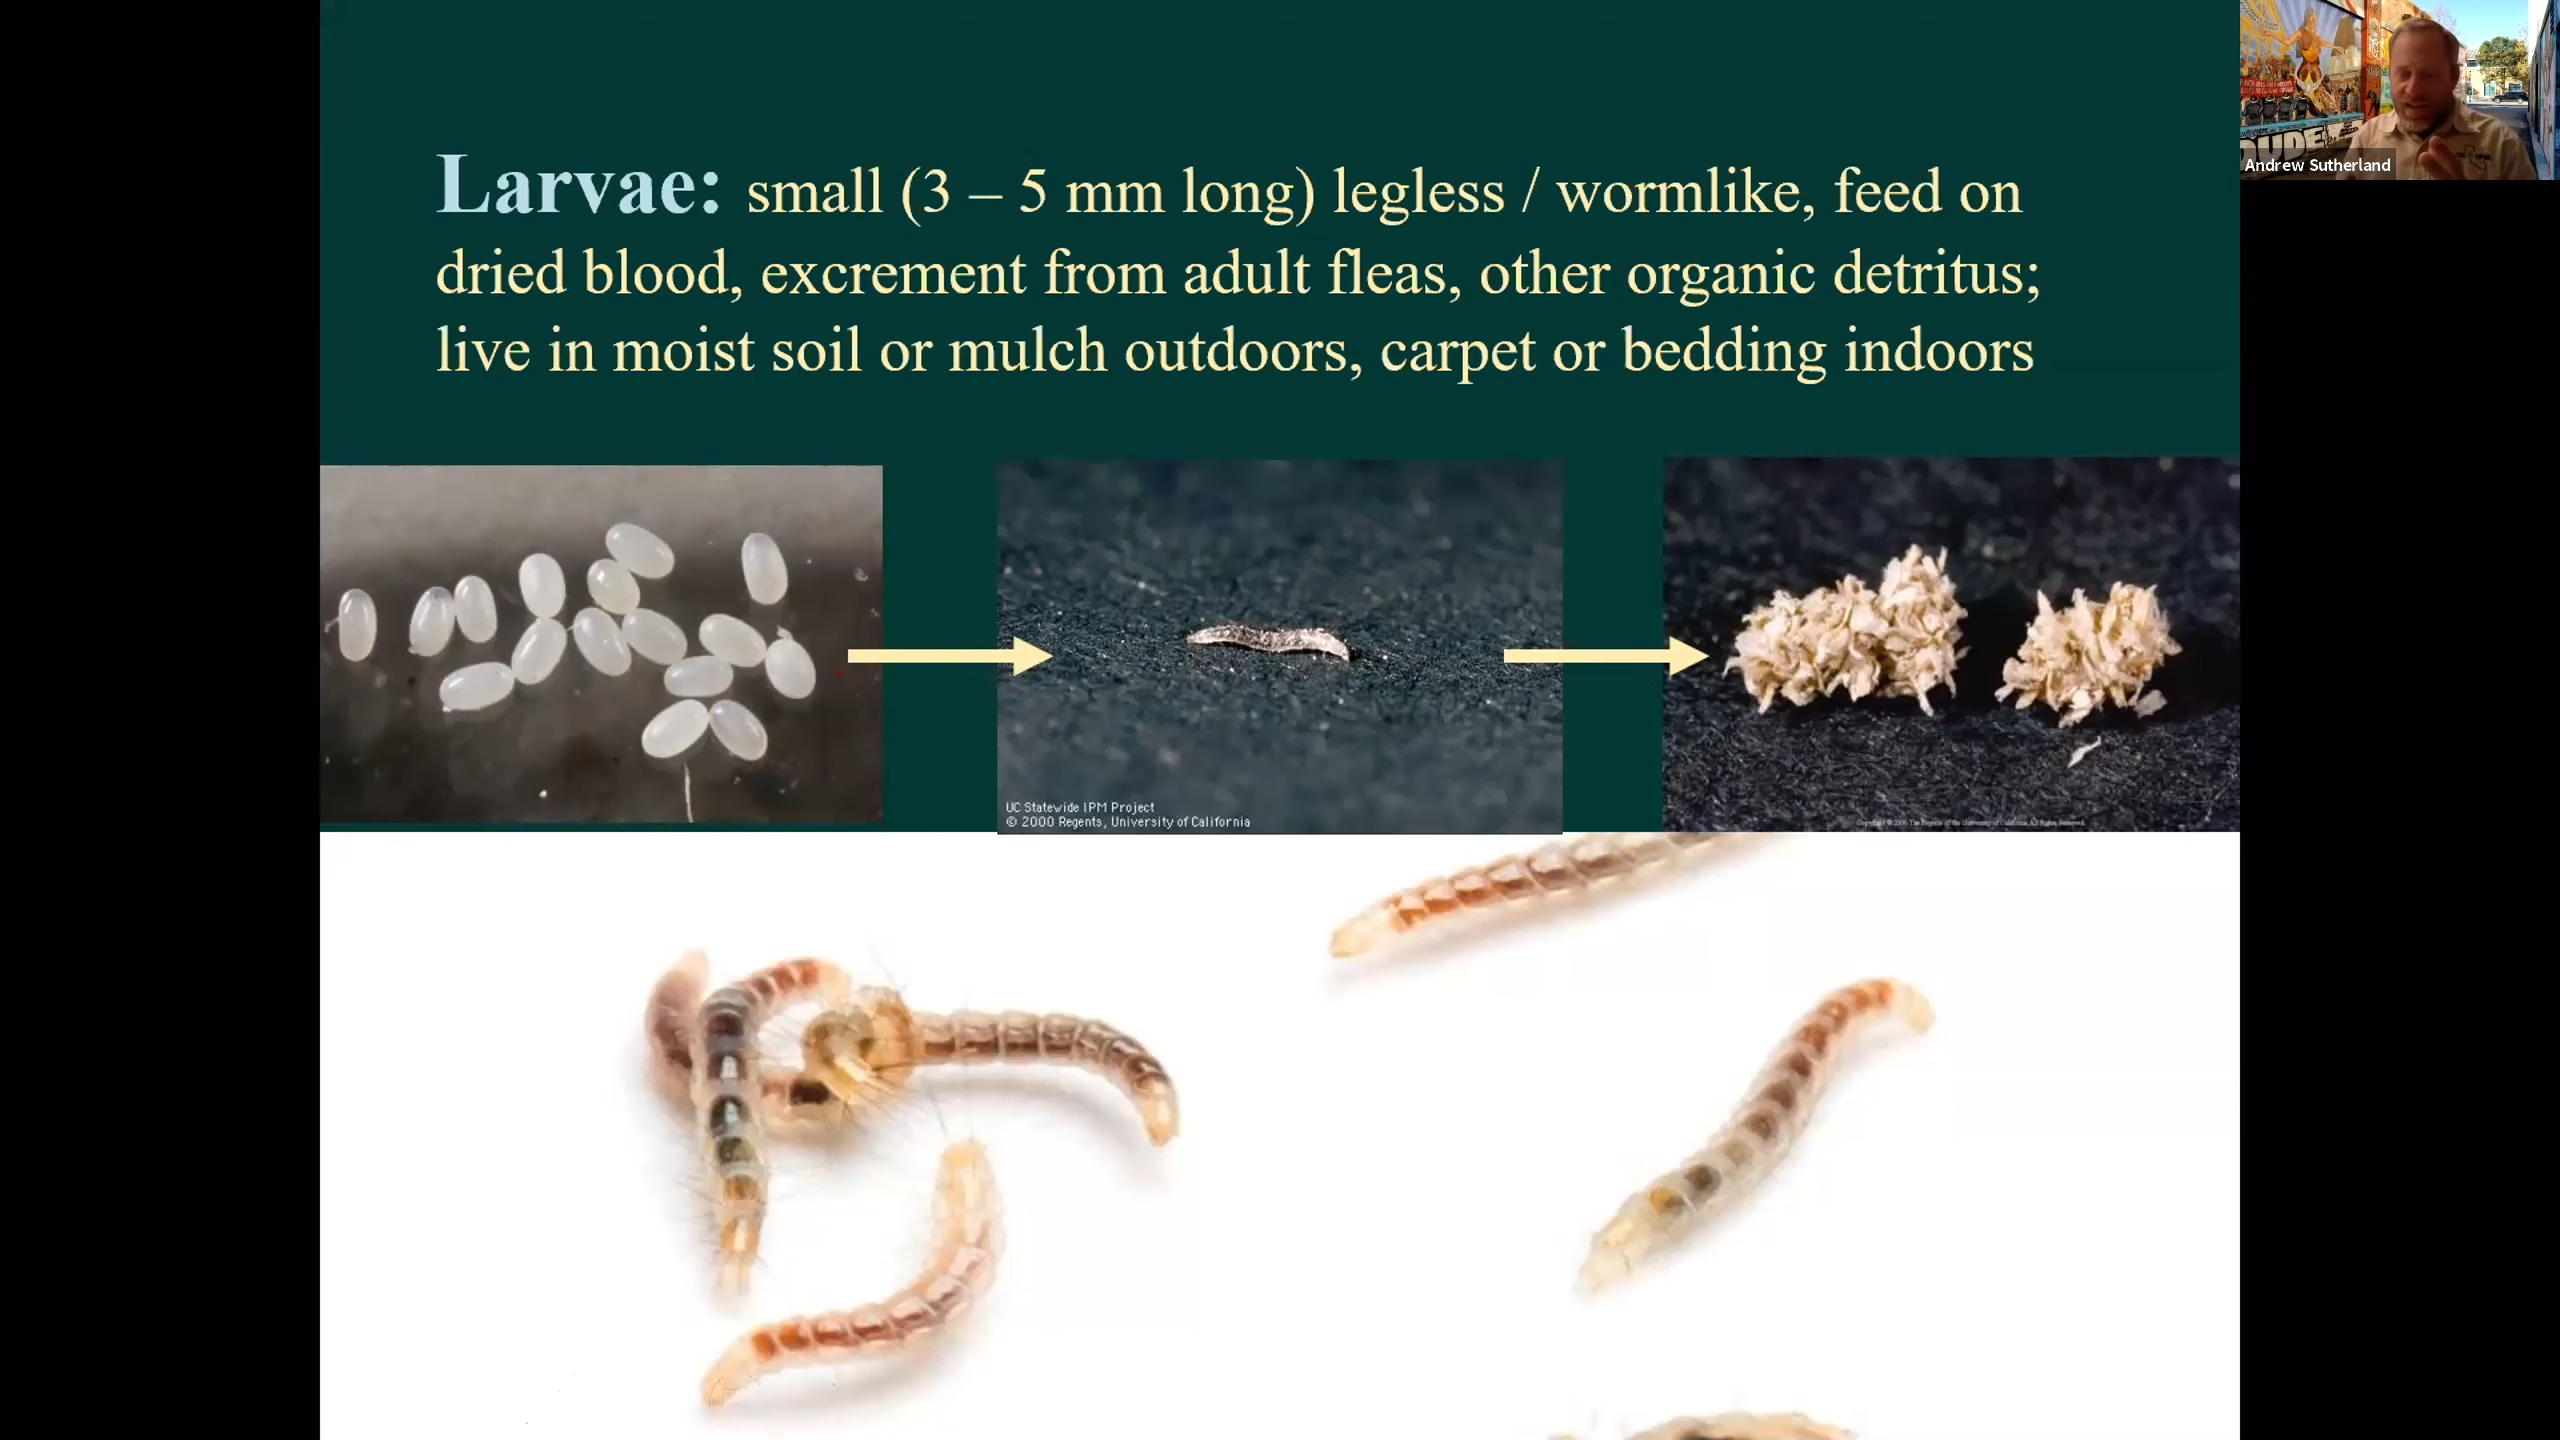 Larvae: small (3 – 5 mm long) legless / wormlike, feed on
dried blood, excrement from adult fleas, other organic detritus;
live in moist soil or mulch outdoors, carpet or bedding indoors
UC Statewide IPM Project
© 2000 Regents, University of California
Andrew Sutherland